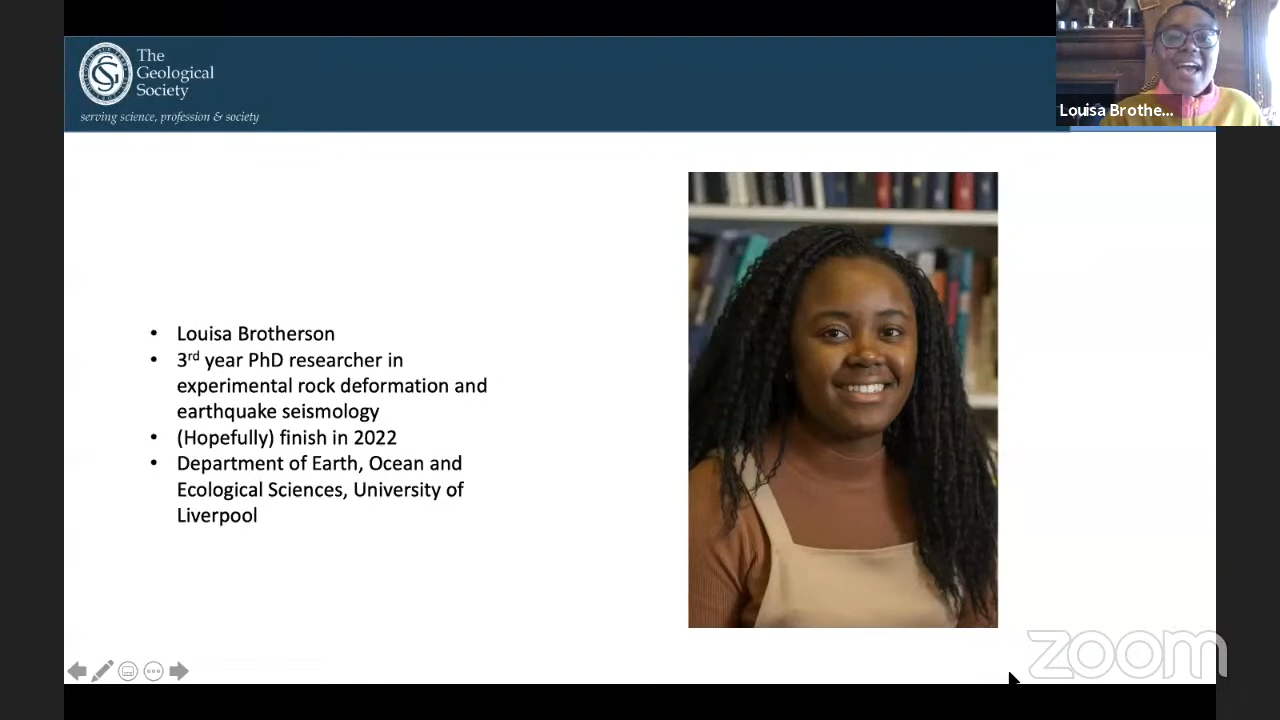 The
Geological
Society
serving science, profession & society
Louisa Brothe...
• Louisa Brotherson
• 3rd year PhD researcher in
experimental rock deformation and
earthquake seismology
• (Hopefully) finish in 2022
• Department of Earth, Ocean and
Ecological Sciences, University of
Liverpool
zoom